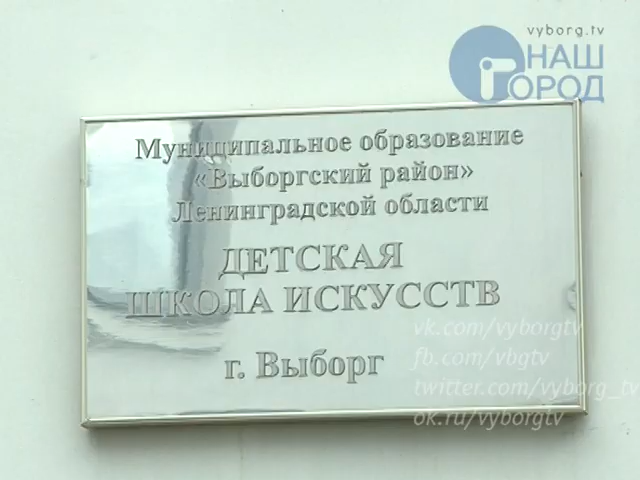 vyborg.tv
НАШ
ГОРОД
Муниципальное образование
«Выборгский район»
Ленинградской области
ДЕТСКАЯ
ШКОЛА ИСКУССТВ
г. Выборг
vk.com/vyborgtv
fb.com/vbgtv
twitter.com/vyborg_tv
ok.ru/vyborgtv